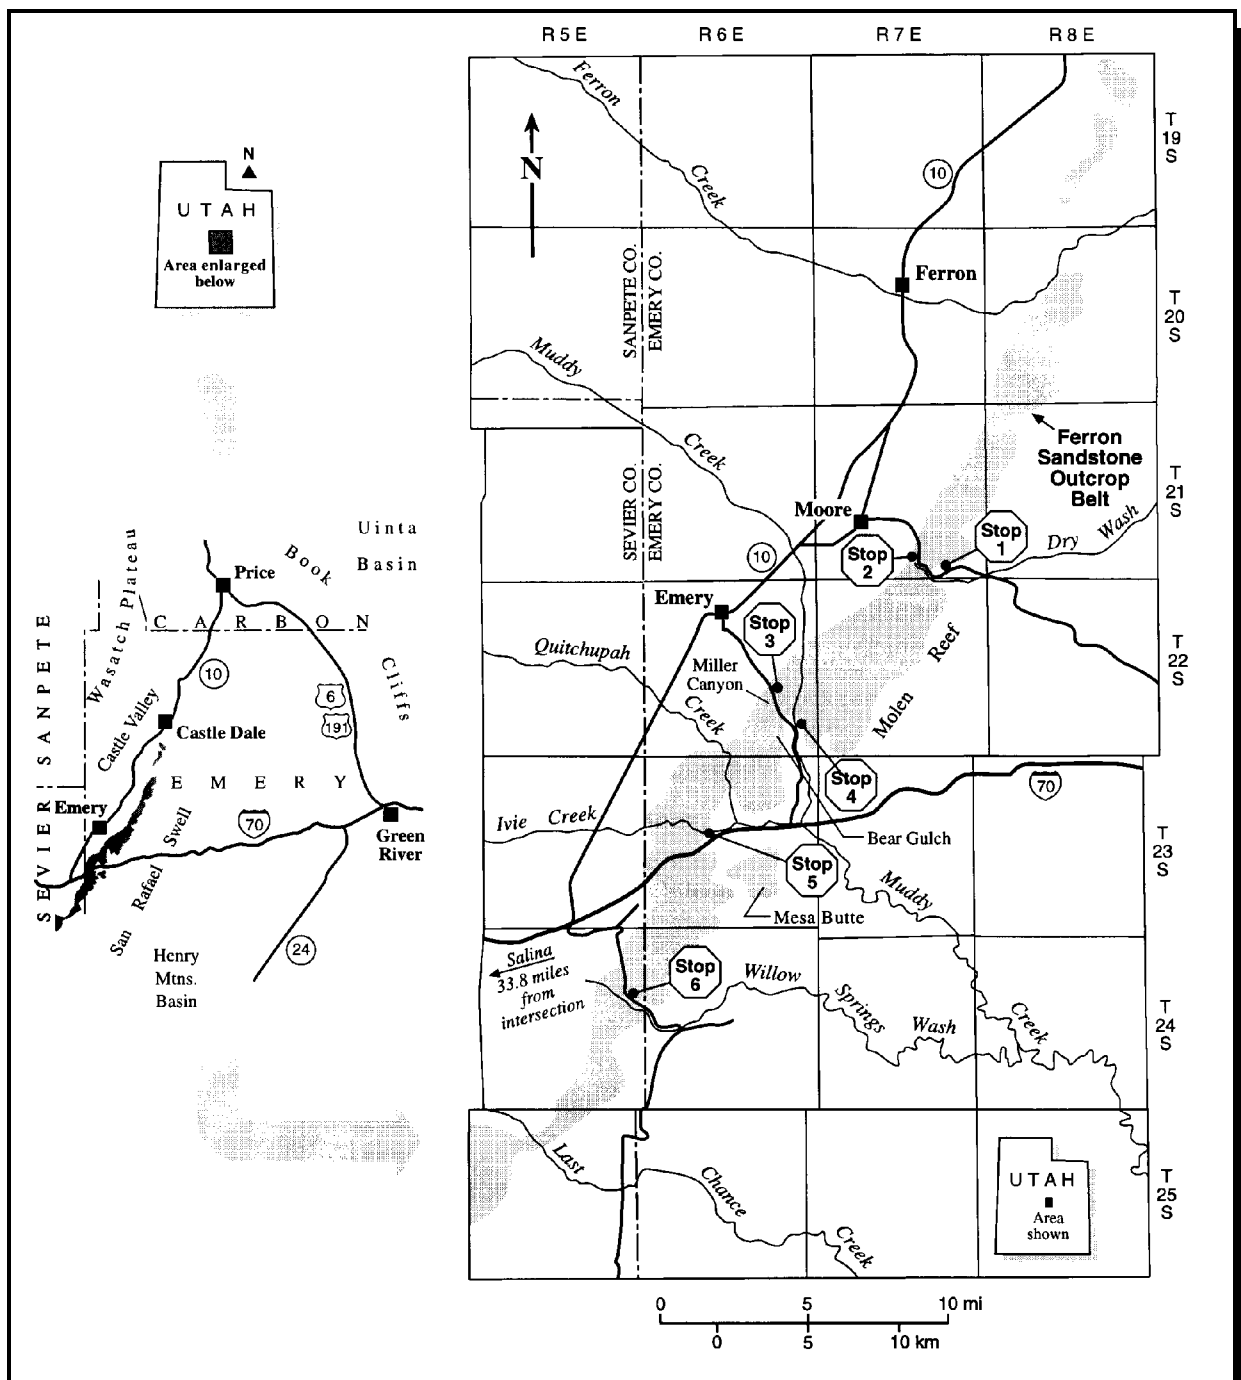 R 5 E
R 6 E
R 7 E
R 8 E
T
19
S
T
20
S
T
21
S
T
22
S
T
23
S
T
24
S
T
25
S
N
UTAH
Area enlarged
below
Uinta
Basin
Book
Cliffs
Wasatch Plateau
Price
CARBON
10
6
191
Castle Valley
Castle Dale
SANPETE
SEVIER
EMERY
Emery
70
Green
River
San Rafael Swell
24
Henry
Mtns.
Basin
N
Ferron Creek
10
SANPETE CO.
EMERY CO.
Ferron
Muddy Creek
Ferron
Sandstone
Outcrop
Belt
SEVIER CO.
EMERY CO.
Moore
Stop
1
Stop
2
Dry Wash
10
Emery
Stop
3
Quitchupah Creek
Miller
Canyon
Molen Reef
Stop
4
70
Ivie Creek
Bear Gulch
Stop
5
Muddy Creek
Mesa Butte
Salina
33.8 miles
from
intersection
Stop
6
Willow Springs Wash
Last Chance Creek
UTAH
Area
shown
0 5 10 mi
0 5 10 km